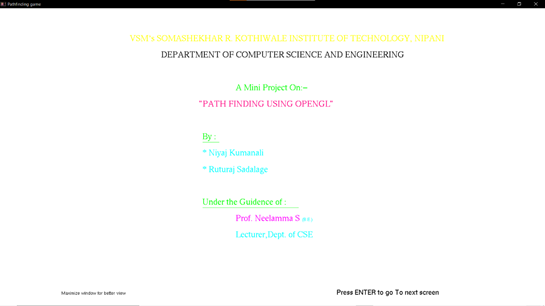 Pathfinding game
VSM's SOMASHEKHAR R. KOTHIWALE INSTITUTE OF TECHNOLOGY, NIPANI
DEPARTMENT OF COMPUTER SCIENCE AND ENGINEERING
A Mini Project On:-
"PATH FINDING USING OPENGL"
By :
* Niyaj Kumanali
* Ruturaj Sadalage
Under the Guidence of :
Prof. Neelamma S
Lecturer,Dept. of CSE
Maximize window for better view
Press ENTER to go To next screen